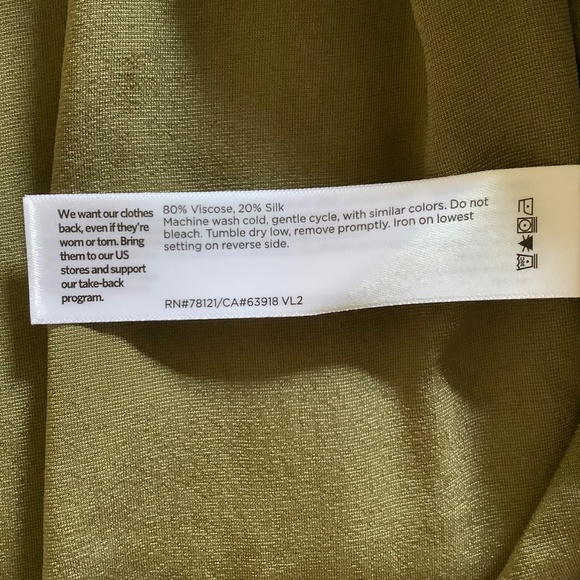 We want our clothes
back, even if they're
worn or torn. Bring
them to our US
stores and support
our take-back
program.
80% Viscose, 20% Silk
Machine wash cold, gentle cycle, with similar colors. Do not
bleach. Tumble dry low, remove promptly. Iron on lowest
setting on reverse side.
RN#78121/CA#63918 VL2